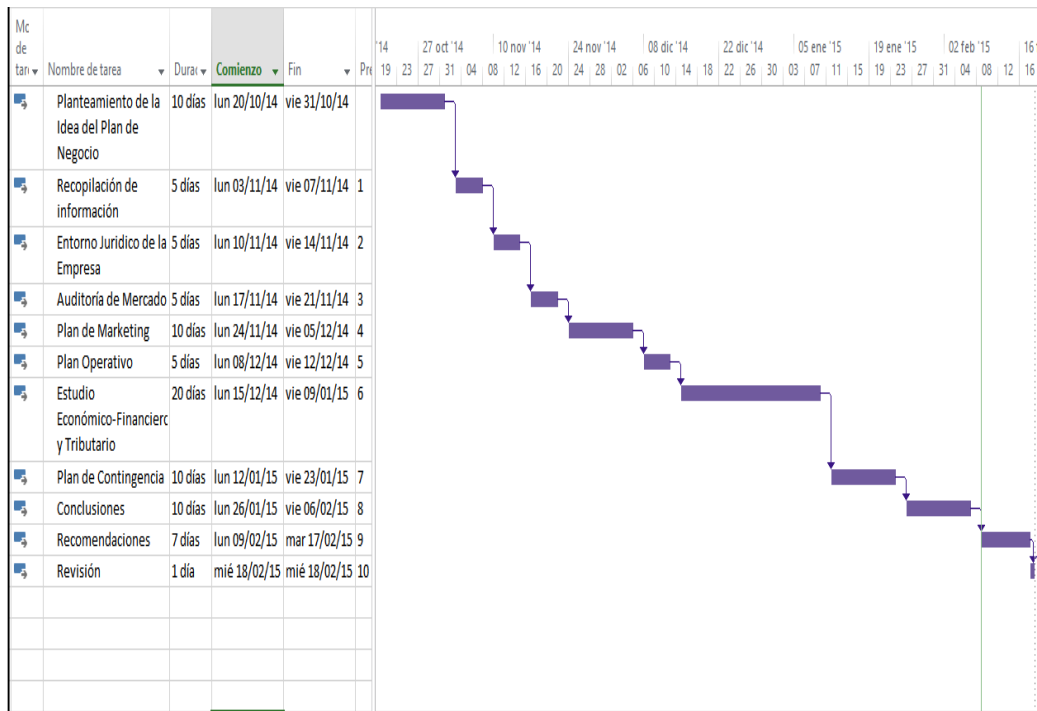 Mc
de
tari Nombre de tarea Durac Comienzo Fin Pre
'14 27 oct '14 10 nov '14 24 nov '14 08 dic '14 22 dic '14 05 ene '15 19 ene '15 02 feb '15 16 f
19 23 27 31 04 08 12 16 20 24 28 02 06 10 14 18 22 26 30 03 07 11 15 19 23 27 31 04 08 12 16
Planteamiento de la 10 días lun 20/10/14 vie 31/10/14
Idea del Plan de
Negocio
Recopilación de 5 días lun 03/11/14 vie 07/11/14 1
información
Entorno Juridico de la 5 días lun 10/11/14 vie 14/11/14 2
Empresa
Auditoría de Mercado 5 días lun 17/11/14 vie 21/11/14 3
Plan de Marketing 10 días lun 24/11/14 vie 05/12/14 4
Plan Operativo 5 días lun 08/12/14 vie 12/12/14 5
Estudio 20 días lun 15/12/14 vie 09/01/15 6
Económico-Financierc
y Tributario
Plan de Contingencia 10 días lun 12/01/15 vie 23/01/15 7
Conclusiones 10 días lun 26/01/15 vie 06/02/15 8
Recomendaciones 7 días lun 09/02/15 mar 17/02/15 9
Revisión 1 día mié 18/02/15 mié 18/02/15 10